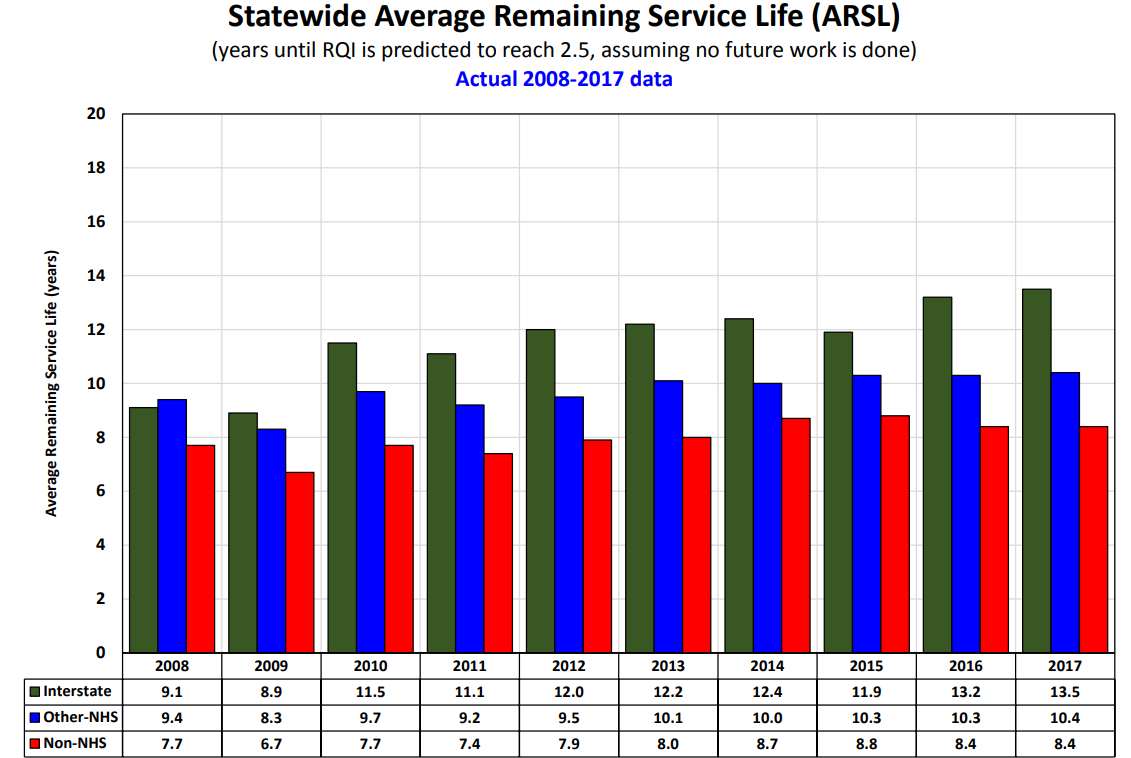 Statewide Average Remaining Service Life (ARSL)
(years until RQI is predicted to reach 2.5, assuming no future work is done)
Actual 2008-2017 data
Average Remaining Service Life (years)
20
18
16
14
12
10
8
6
4
2
0
2008 2009 2010 2011 2012 2013 2014 2015 2016 2017
Interstate 9.1 8.9 11.5 11.1 12.0 12.2 12.4 11.9 13.2 13.5
Other-NHS 9.4 8.3 9.7 9.2 9.5 10.1 10.0 10.3 10.3 10.4
Non-NHS 7.7 6.7 7.7 7.4 7.9 8.0 8.7 8.8 8.4 8.4